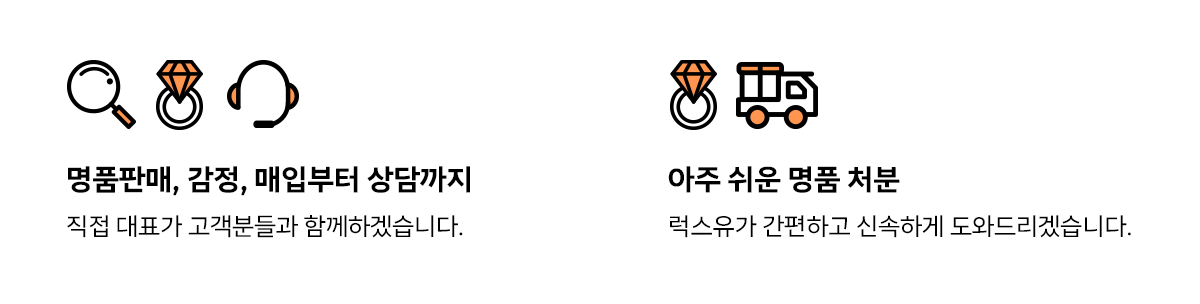 명품판매, 감정, 매입부터 상담까지
직접 대표가 고객분들과 함께하겠습니다.
아주 쉬운 명품 처분
럭스유가 간편하고 신속하게 도와드리겠습니다.